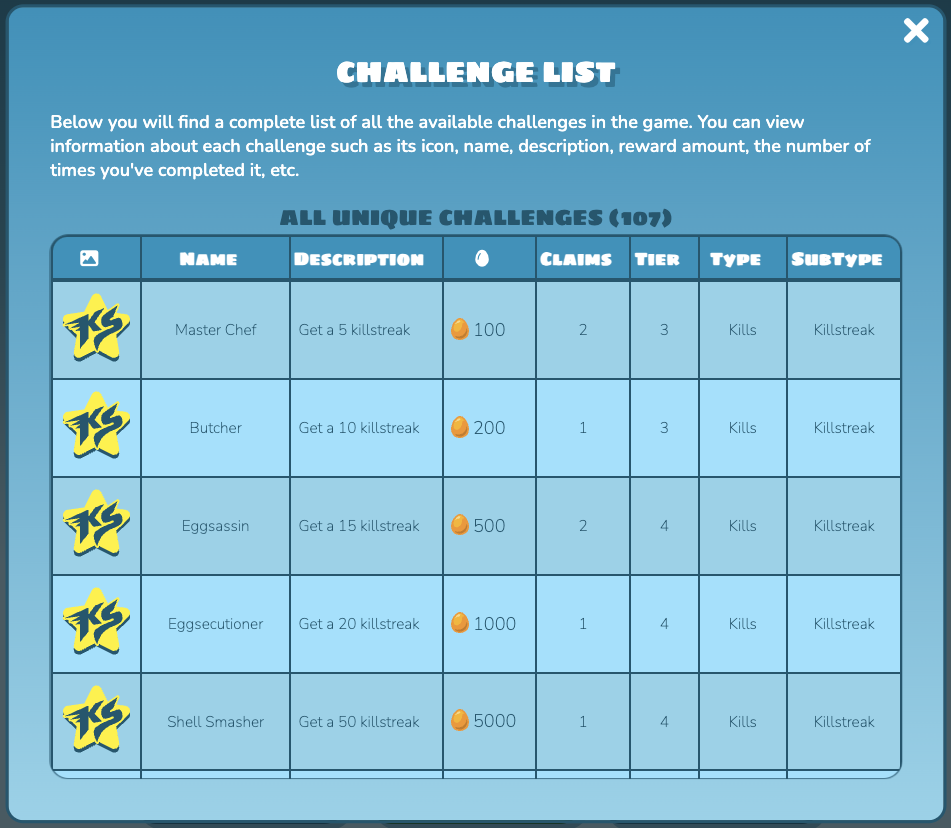 CHALLENGE LIST
Below you will find a complete list of all the available challenges in the game. You can view
information about each challenge such as its icon, name, description, reward amount, the number of
times you've completed it, etc.
ALL UNIQUE CHALLENGES (107)
NAME DESCRIPTION CLAIMS TIER TYPE SUBTYPE
KS Master Chef Get a 5 killstreak 100 2 3 Kills Killstreak
KS Butcher Get a 10 killstreak 200 1 3 Kills Killstreak
KS Eggsassin Get a 15 killstreak 500 2 4 Kills Killstreak
KS Eggsecutioner Get a 20 killstreak 1000 1 4 Kills Killstreak
KS Shell Smasher Get a 50 killstreak 5000 1 4 Kills Killstreak